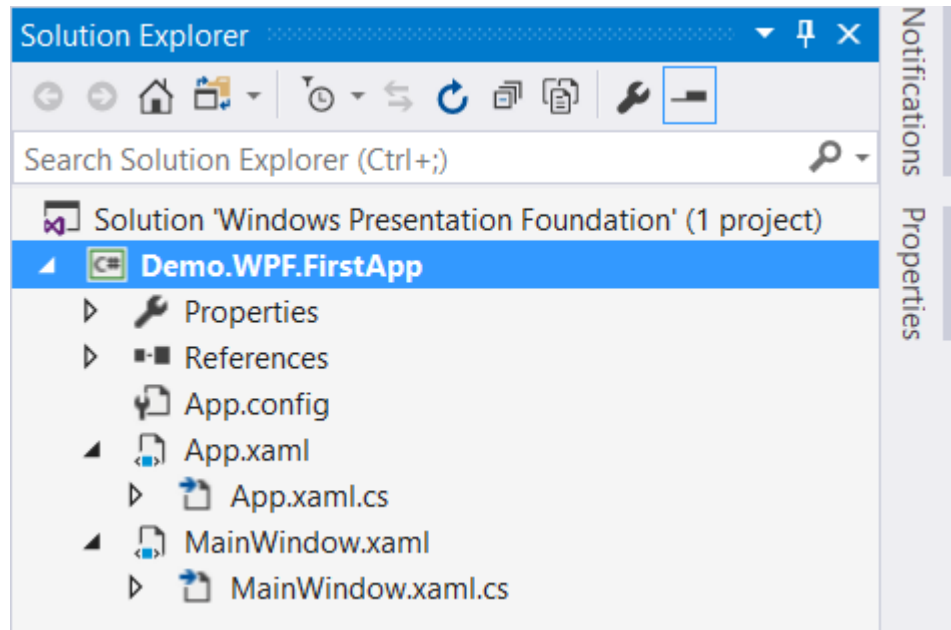 Solution Explorer
Search Solution Explorer (Ctrl+;)
Solution 'Windows Presentation Foundation' (1 project)
C# Demo.WPF.FirstApp
Properties
References
App.config
App.xaml
App.xaml.cs
MainWindow.xaml
MainWindow.xaml.cs
Notifications
Properties